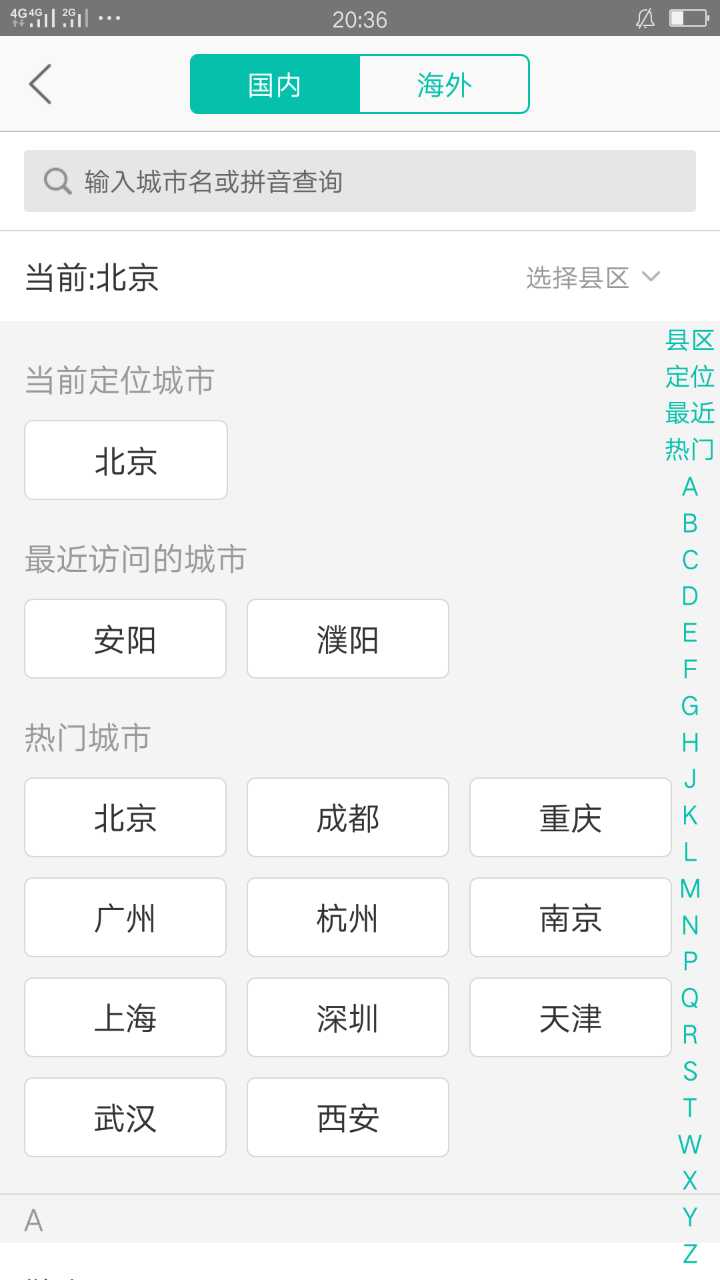 4G 4G 2G 20:36
国内 海外
输入城市名或拼音查询
当前:北京 选择县区
当前定位城市
北京
最近访问的城市
安阳 濮阳
热门城市
北京 成都 重庆
广州 杭州 南京
上海 深圳 天津
武汉 西安
A
县区
定位
最近
热门
A
B
C
D
E
F
G
H
J
K
L
M
N
P
Q
R
S
T
W
X
Y
Z